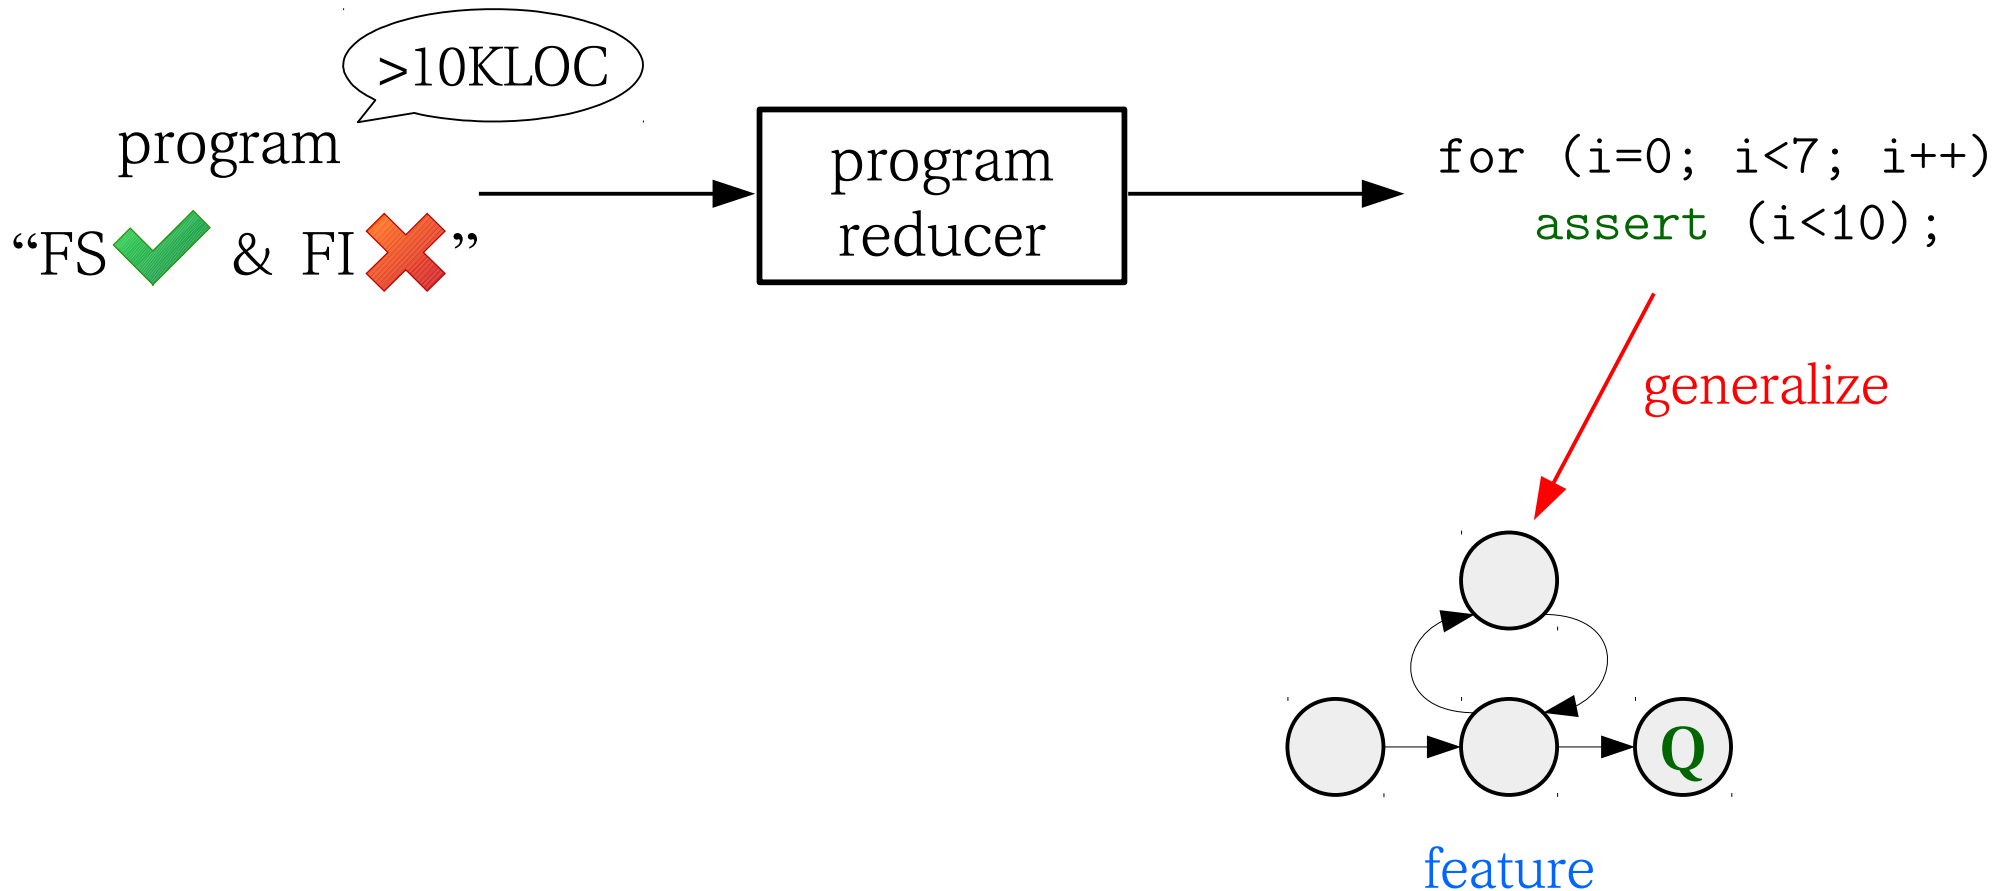 >10KLOC
program
“FS✔ & FI✖”
program
reducer
for (i=0; i<7; i++)
assert (i<10);
generalize
Q
feature